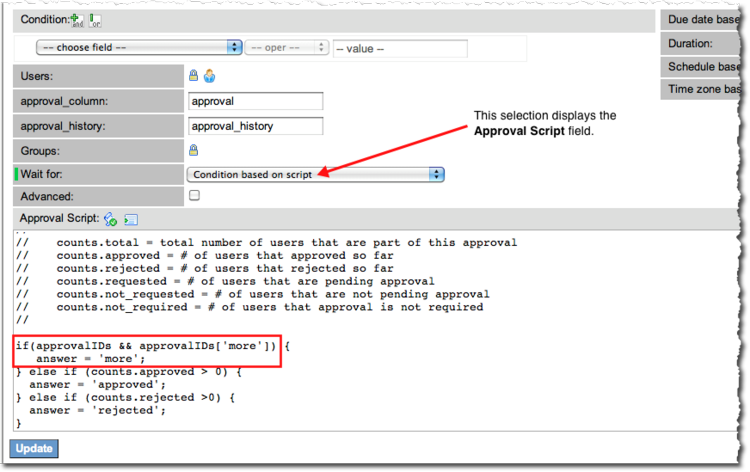 Condition: and or
-- choose field -- -- oper -- -- value --
Users:
approval_column: approval
approval_history: approval_history
Groups:
Wait for: Condition based on script
Advanced:
Approval Script:
Due date base
Duration:
Schedule base
Time zone bas
This selection displays the
Approval Script field.
//
// counts.total = total number of users that are part of this approval
// counts.approved = # of users that approved so far
// counts.rejected = # of users that rejected so far
// counts.requested = # of users that are pending approval
// counts.not_requested = # of users that are not pending approval
// counts.not_required = # of users that approval is not required
//
if(approvalIDs && approvalIDs['more']) {
answer = 'more';
} else if (counts.approved > 0) {
answer = 'approved';
} else if (counts.rejected >0) {
answer = 'rejected';
}
Update